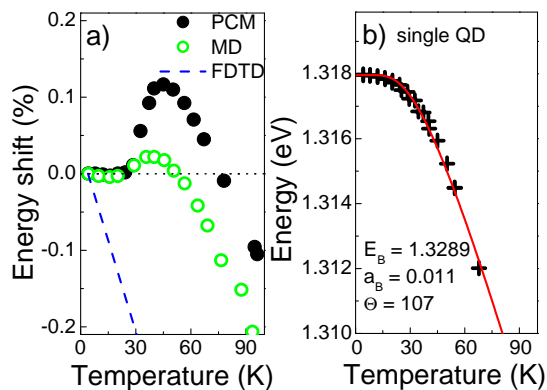 a)
PCM
MD
FDTD
Energy shift (%)
0.2
0.1
0.0
-0.1
-0.2
0 30 60 90
Temperature (K)
b) single QD
Energy (eV)
1.318
1.316
1.314
1.312
1.310
E_B = 1.3289
a_B = 0.011
Θ = 107
0 30 60 90
Temperature (K)